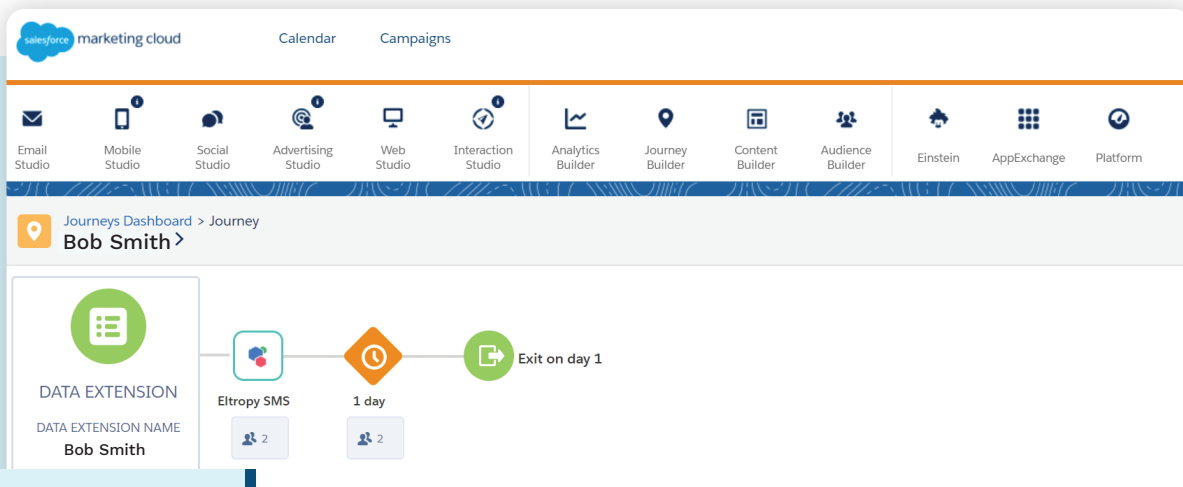 salesforce marketing cloud Calendar Campaigns
Email Studio
Mobile Studio
Social Studio
Advertising Studio
Web Studio
Interaction Studio
Analytics Builder
Journey Builder
Content Builder
Audience Builder
Einstein
AppExchange
Platform
Journeys Dashboard > Journey
Bob Smith >
DATA EXTENSION
DATA EXTENSION NAME
Bob Smith
Eltropy SMS
2
1 day
2
Exit on day 1